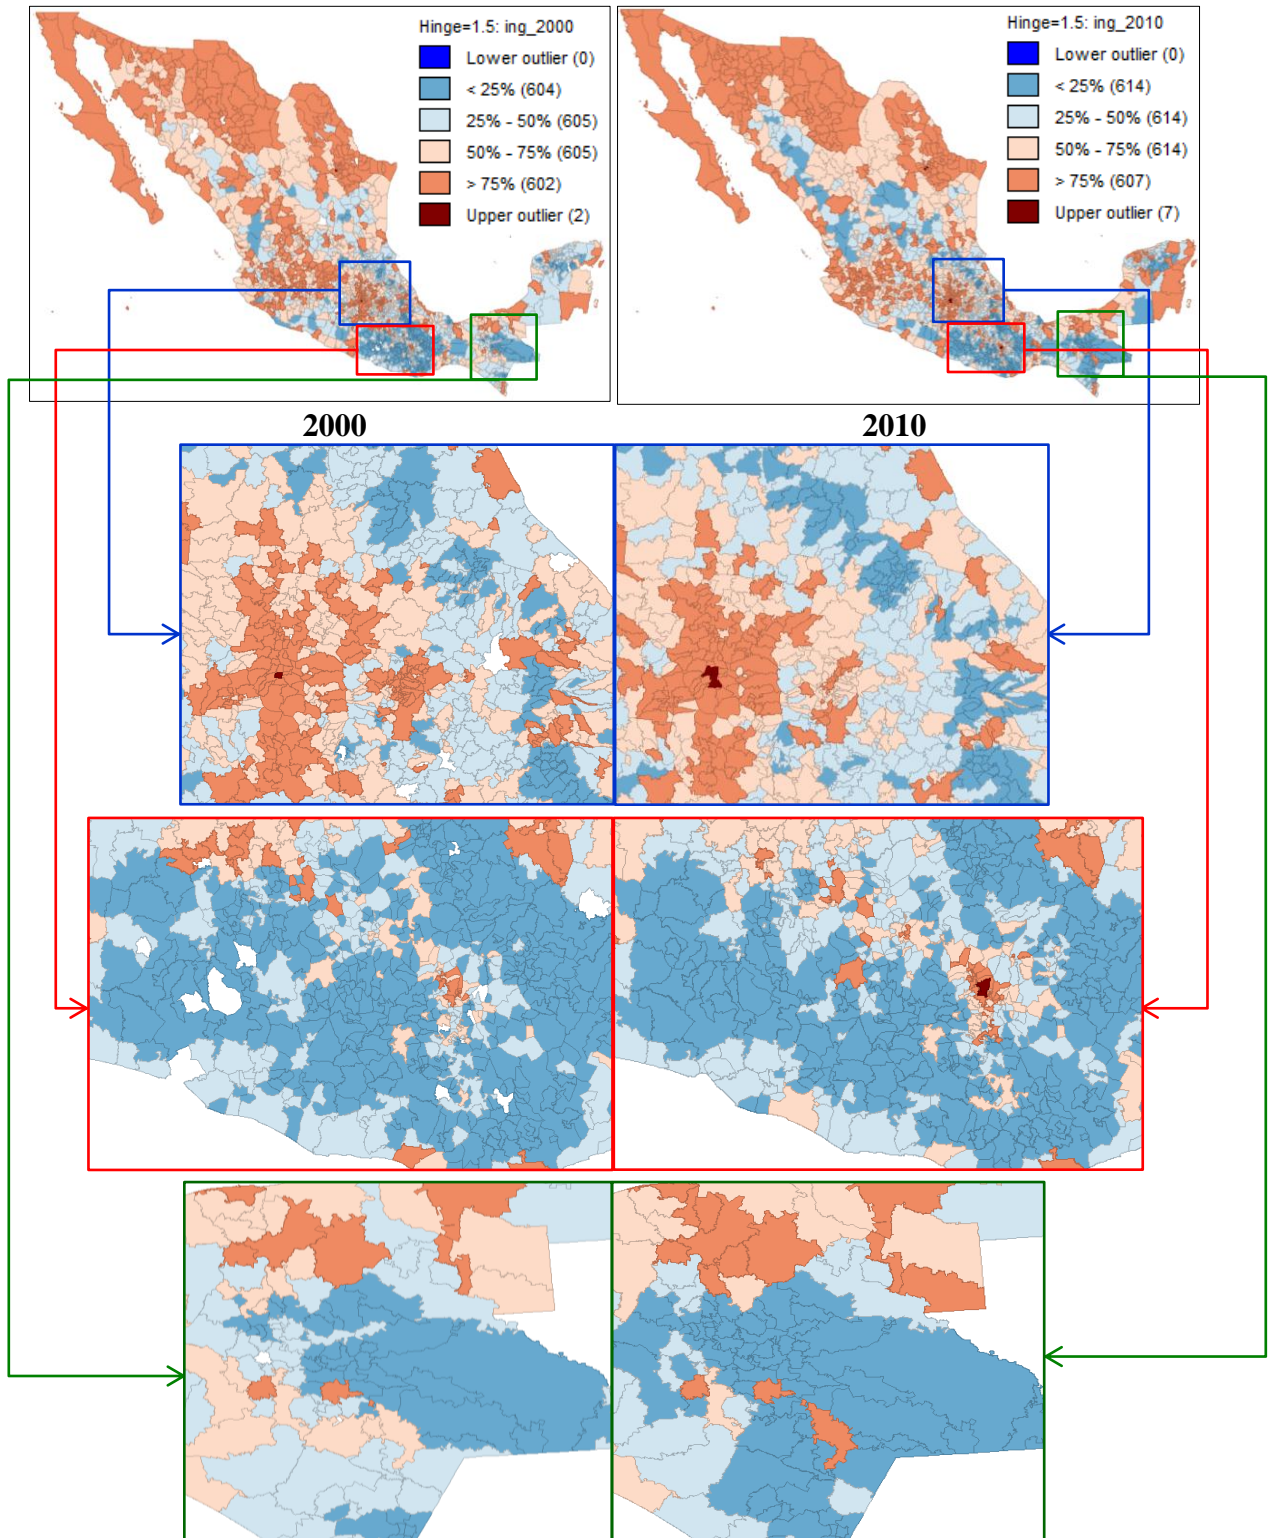 Hinge=1.5: ing_2000
Lower outlier (0)
< 25% (604)
25% - 50% (605)
50% - 75% (605)
> 75% (602)
Upper outlier (2)
Hinge=1.5: ing_2010
Lower outlier (0)
< 25% (614)
25% - 50% (614)
50% - 75% (614)
> 75% (607)
Upper outlier (7)
2000
2010